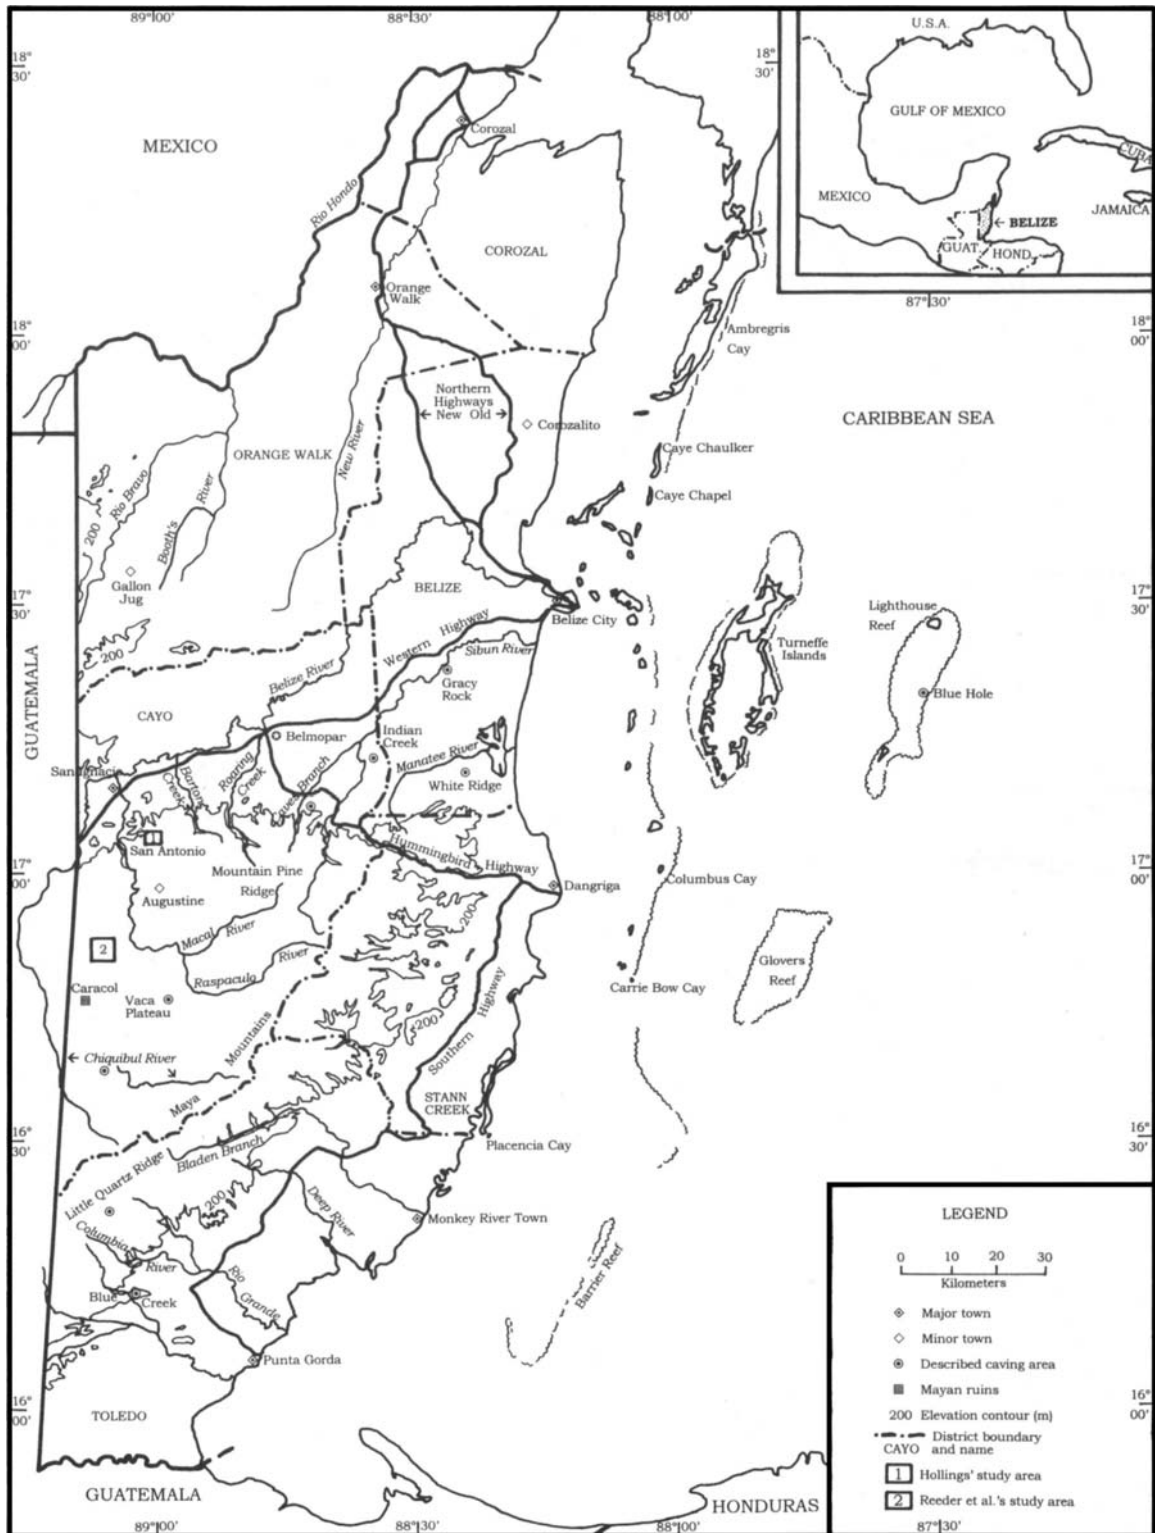 89°00'
88°30'
88°00'
18°
30'
18°
30'
U.S.A.
GULF OF MEXICO
CUBA
MEXICO
JAMAICA
← BELIZE
GUAT.
HOND.
87°30'
MEXICO
Corozal
Rio Hondo
COROZAL
Orange
Walk
18°
00'
18°
00'
Ambregris
Cay
Northern
Highways
← New Old →
Corozalito
CARIBBEAN SEA
ORANGE WALK
New River
Caye Chaulker
Caye Chapel
Rio Bravo
River
Booth's
200
Gallon
Jug
BELIZE
17°
30'
17°
30'
Belize City
Lighthouse
Reef
Western Highway
Sibun River
Turneffe
Islands
200
Belize River
Gracy
Rock
Blue Hole
GUATEMALA
CAYO
Belmopan
Indian
Creek
Manatee River
White Ridge
San Ignacio
Barton
Creek
Roaring
Creek
Caves Branch
1
San Antonio
Hummingbird Highway
Mountain Pine
Ridge
17°
00'
17°
00'
Dangriga
Columbus Cay
Augustine
200
Macal River
2
Raspaculo River
Glovers
Reef
Caracol
Vaca
Plateau
Carrie Bow Cay
200
Southern Highway
← Chiquibul River
Maya Mountains
STANN
CREEK
16°
30'
16°
30'
Placencia Cay
Bladen Branch
Little Quartz Ridge
200
Deep River
Monkey River Town
Columbia
River
Rio
Grande
Barrier Reef
Blue Creek
Punta Gorda
16°
00'
16°
00'
TOLEDO
GUATEMALA
HONDURAS
89°00'
88°30'
88°00'
87°30'
LEGEND
0 10 20 30
Kilometers
Major town
Minor town
Described caving area
Mayan ruins
200 Elevation contour (m)
District boundary
CAYO and name
1 Hollings' study area
2 Reeder et al.'s study area